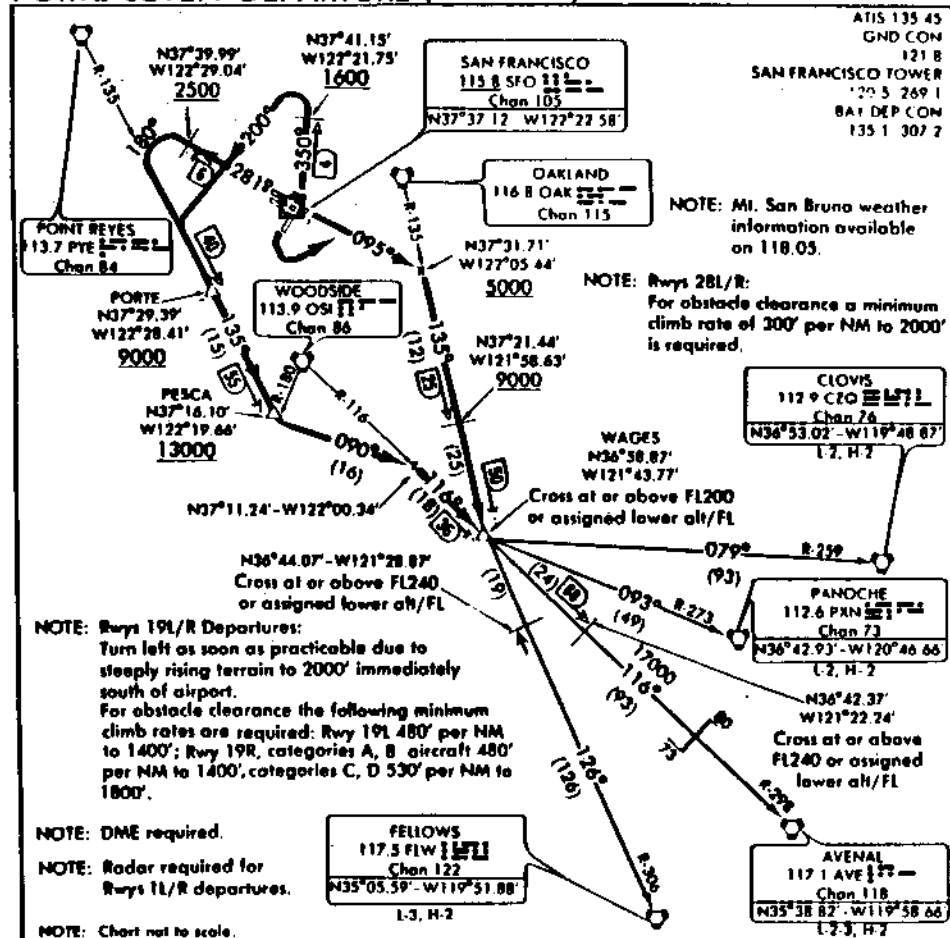 ATIS 135 45
GND CON
121 8
SAN FRANCISCO TOWER
120 5 269 1
BAY DEP CON
135 1 307 2
N37°39.99'
W122°29.04'
2500
N37°41.15'
W122°21.75'
1600
SAN FRANCISCO
115 8 SFO
Chan 105
N37°37 12 W122°22 58'
R-135
180°
200°
281°
6
350°
4
OAKLAND
116 8 OAK
Chan 115
NOTE: Mt. San Bruno weather
information available
on 118.05.
POINT REYES
113.7 PYE
Chan 84
40
095°
R-135
N37°31.71'
W122°05 44'
5000
NOTE: Rwys 28L/R:
For obstacle clearance a minimum
climb rate of 300' per NM to 2000'
is required.
PORTE
N37°29.39'
W122°28.41'
9000
WOODSIDE
113.9 OSI
Chan 86
135°
(15)
55
135°
(12)
25
N37°21.44'
W121°58.63'
9000
PESCA
N37°16.10'
W122°19.66'
13000
R-180
R-116
090°
(16)
(25)
50
CLOVIS
112 9 CZQ
Chan 76
N36°53.02'-W119°48 87'
L-2, H-2
WAGES
N36°58.87'
W121°43.77'
Cross at or above FL200
or assigned lower alt/FL
N37°11.24'-W122°00.34'
116°
(18)
36
079°
R-259
(93)
N36°44.07'-W121°28.87'
Cross at or above FL240
or assigned lower alt/FL
(19)
(24)
68
093°
R-273
(49)
PANOCHE
112.6 PXN
Chan 73
N36°42.93'-W120°46 66
L-2, H-2
NOTE: Rwys 19L/R Departures:
Turn left as soon as practicable due to
steeply rising terrain to 2000' immediately
south of airport.
For obstacle clearance the following minimum
climb rates are required: Rwy 19L 480' per NM
to 1400'; Rwy 19R, categories A, B aircraft 480'
per NM to 1400', categories C, D 530' per NM to
1800'.
17000
116°
(93)
80
73
N36°42.37'
W121°22.24'
Cross at or above
FL240 or assigned
lower alt/FL
126°
(126)
R-298
NOTE: DME required.
NOTE: Radar required for
Rwys 1L/R departures.
FELLOWS
117.5 FLW
Chan 122
N35°05.59'-W119°51.88'
L-3, H-2
R-306
AVENAL
117 1 AVE
Chan 118
N35°38 82'-W119°58 66
L-2-3, H-2
NOTE: Chart not to scale.